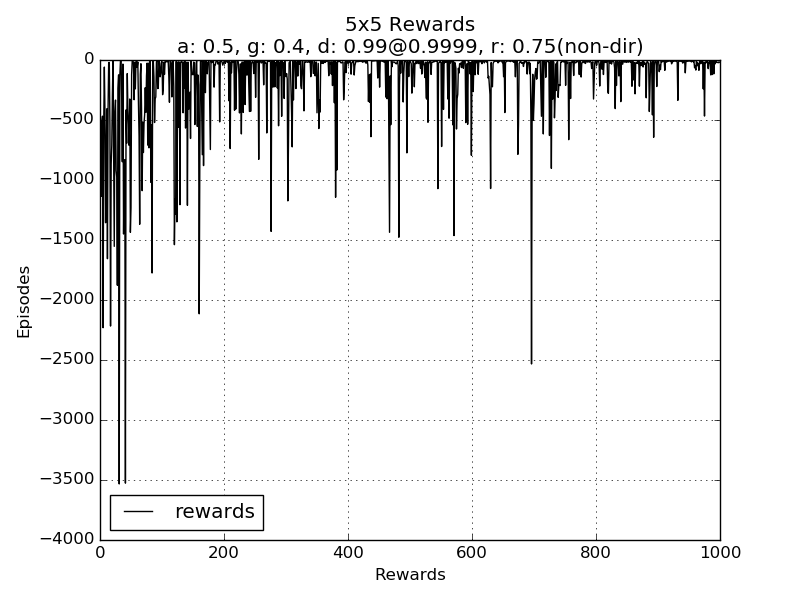 5x5 Rewards
a: 0.5, g: 0.4, d: 0.99@0.9999, r: 0.75(non-dir)
0
−500
−1000
−1500
−2000
−2500
−3000
−3500
−4000
Episodes
rewards
0 200 400 600 800 1000
Rewards